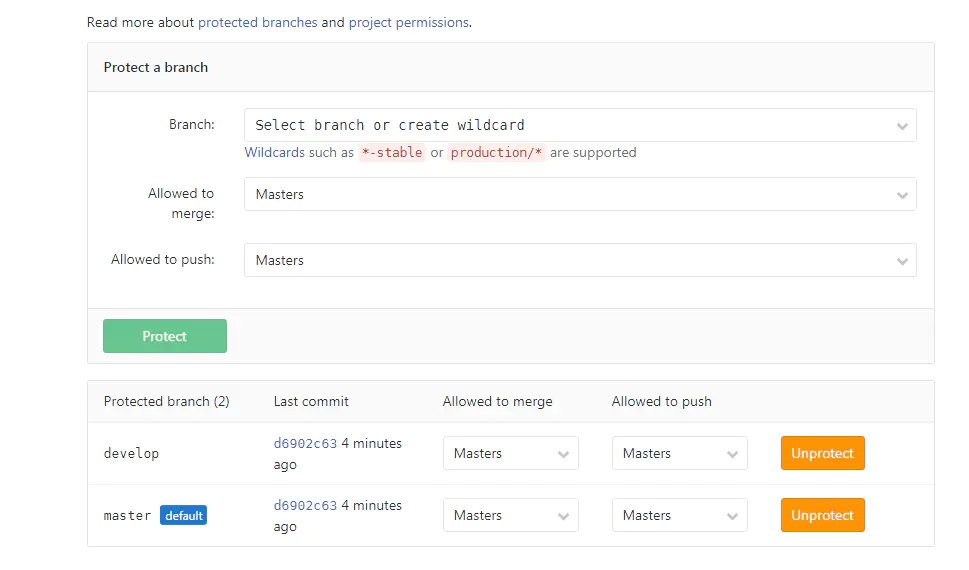 Read more about protected branches and project permissions.
Protect a branch
Branch:
Select branch or create wildcard
Wildcards such as *-stable or production/* are supported
Allowed to
merge:
Masters
Allowed to push:
Masters
Protect
Protected branch (2) Last commit Allowed to merge Allowed to push
develop
d6902c63 4 minutes
ago
Masters
Masters
Unprotect
master default
d6902c63 4 minutes
ago
Masters
Masters
Unprotect